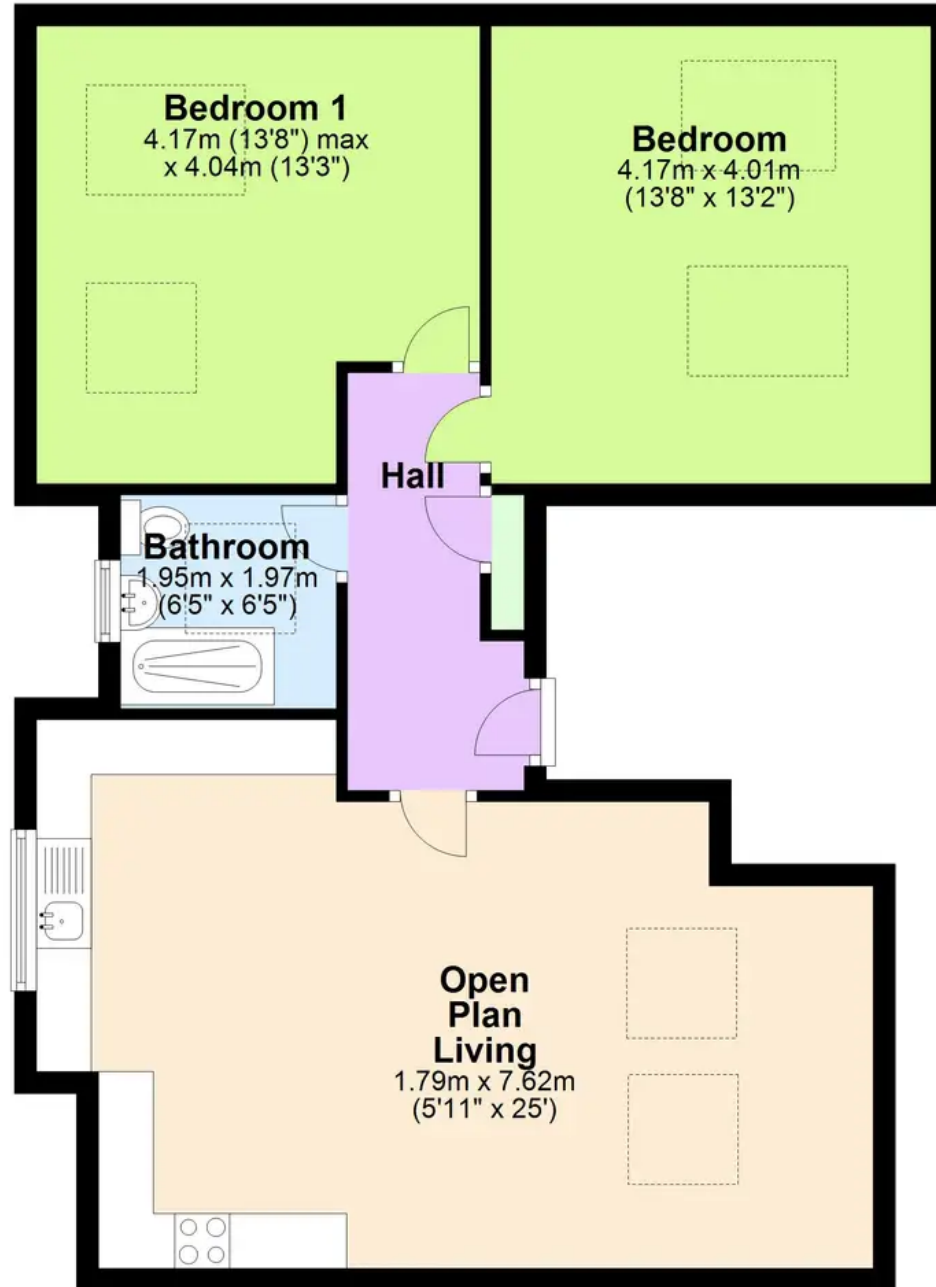 Bedroom 1
4.17m (13'8") max
x 4.04m (13'3")
Bedroom
4.17m x 4.01m
(13'8" x 13'2")
Hall
Bathroom
1.95m x 1.97m
(6'5" x 6'5")
Open
Plan
Living
1.79m x 7.62m
(5'11" x 25')